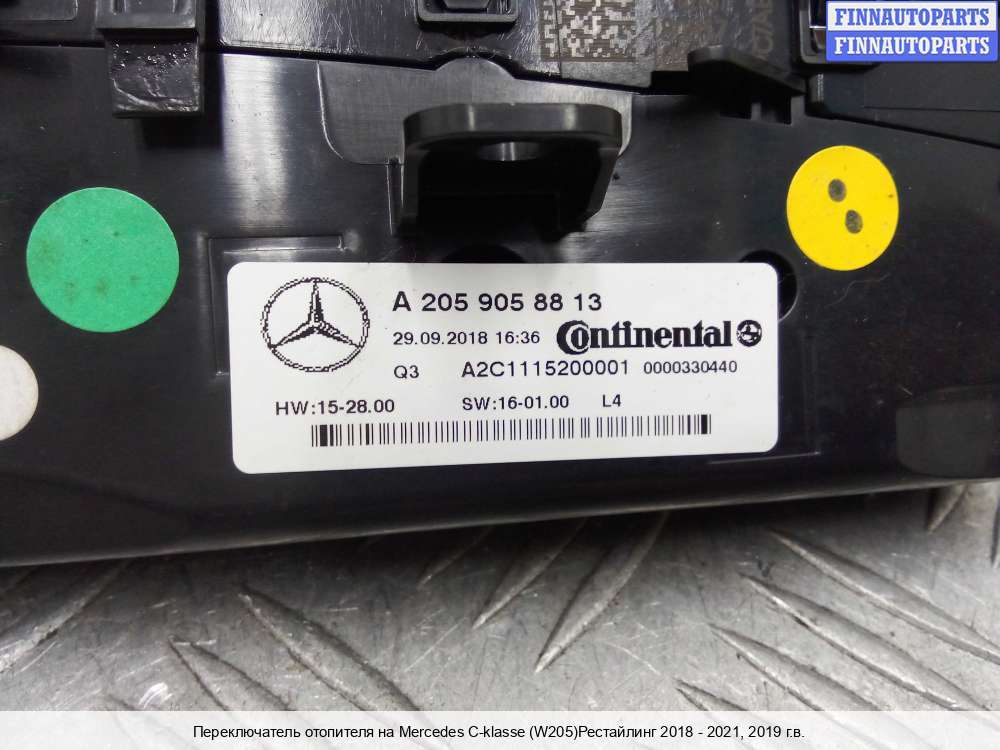 FINNAUTOPARTS
FINNAUTOPARTS
A 205 905 88 13
29.09.2018 16:36 Continental
Q3 A2C1115200001 0000330440
HW:15-28.00 SW:16-01.00 L4
Переключатель отопителя на Mercedes C-klasse (W205)Рестайлинг 2018 - 2021, 2019 г.в.